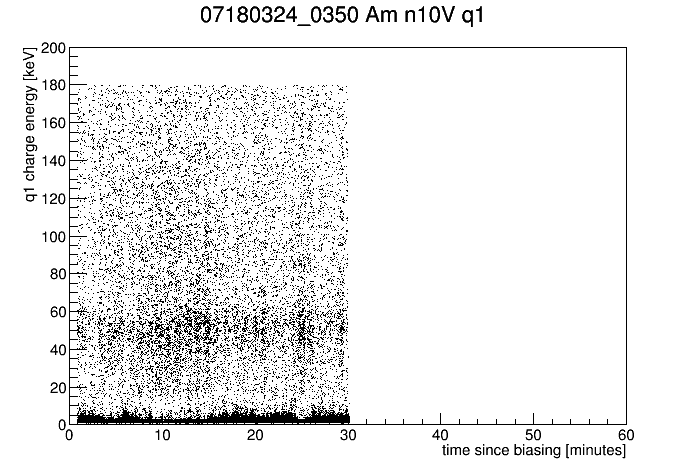 07180324_0350 Am n10V q1
q1 charge energy [keV]
200
180
160
140
120
100
80
60
40
20
0
0 10 20 30 40 50 60
time since biasing [minutes]